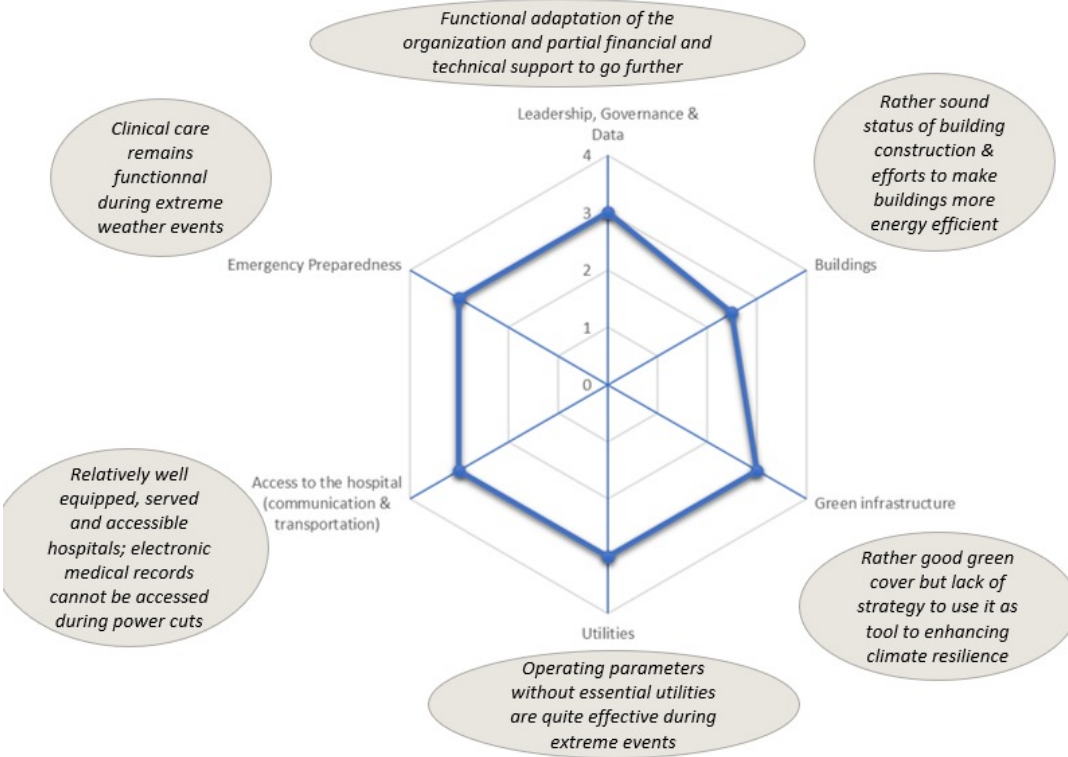 Functional adaptation of the
organization and partial financial and
technical support to go further
Clinical care
remains
functionnal
during extreme
weather events
Rather sound
status of building
construction &
efforts to make
buildings more
energy efficient
Leadership, Governance &
Data
4
3
2
1
0
Emergency Preparedness
Buildings
Access to the hospital
(communication &
transportation)
Green infrastructure
Utilities
Relatively well
equipped, served
and accessible
hospitals; electronic
medical records
cannot be accessed
during power cuts
Rather good green
cover but lack of
strategy to use it as
tool to enhancing
climate resilience
Operating parameters
without essential utilities
are quite effective during
extreme events